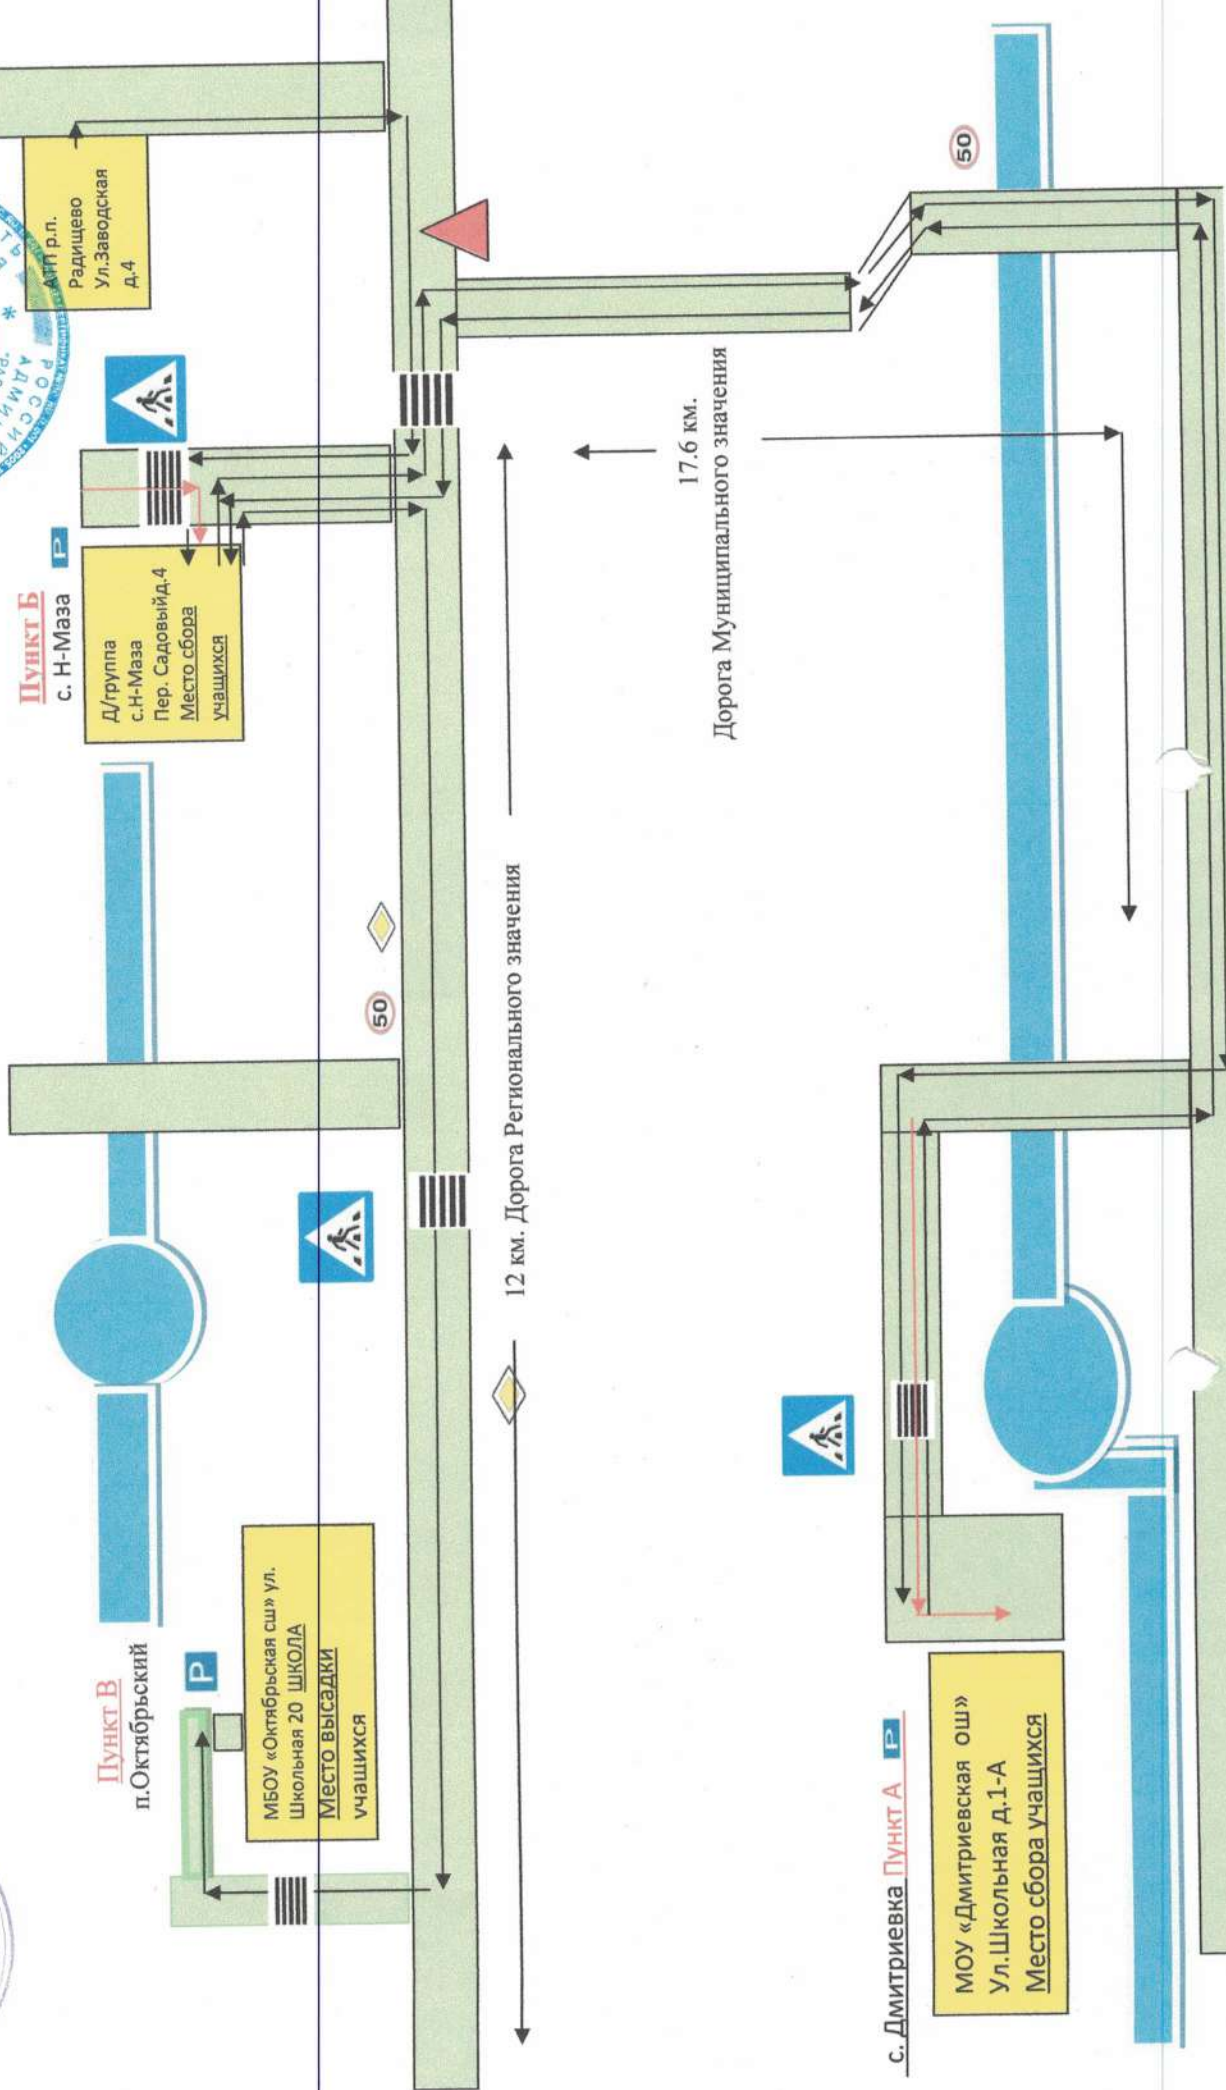 АТП р.п.
Радищево
Ул.Заводская
д.4
Пункт Б
с. Н-Маза
P
Д/группа
с.Н-Маза
Пер. Садовыйд.4
Место сбора
учащихся
50
12 км. Дорога Регионального значения
17.6 км.
Дорога Муниципального значения
50
Пункт В
п.Октябрьский
P
МБОУ «Октябрьская сш» ул.
Школьная 20 ШКОЛА
Место высадки
учащихся
с. Дмитриевка Пункт А P
МОУ «Дмитриевская ош»
Ул.Школьная д.1-А
Место сбора учащихся